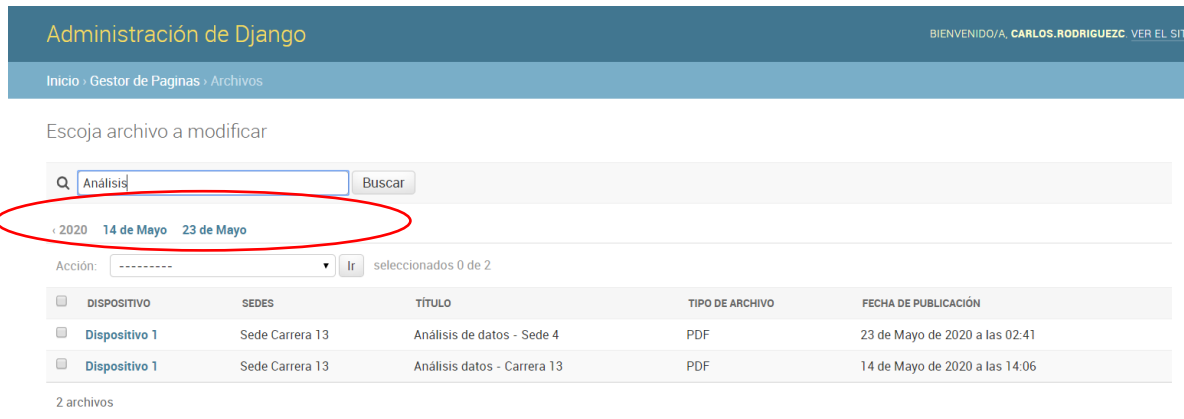 Administración de Django BIENVENIDO/A, CARLOS.RODRIGUEZC. VER EL SIT
Inicio › Gestor de Paginas › Archivos
Escoja archivo a modificar
Análisis Buscar
‹ 2020 14 de Mayo 23 de Mayo
Acción: --------- Ir seleccionados 0 de 2
DISPOSITIVO SEDES TÍTULO TIPO DE ARCHIVO FECHA DE PUBLICACIÓN
Dispositivo 1 Sede Carrera 13 Análisis de datos - Sede 4 PDF 23 de Mayo de 2020 a las 02:41
Dispositivo 1 Sede Carrera 13 Análisis datos - Carrera 13 PDF 14 de Mayo de 2020 a las 14:06
2 archivos